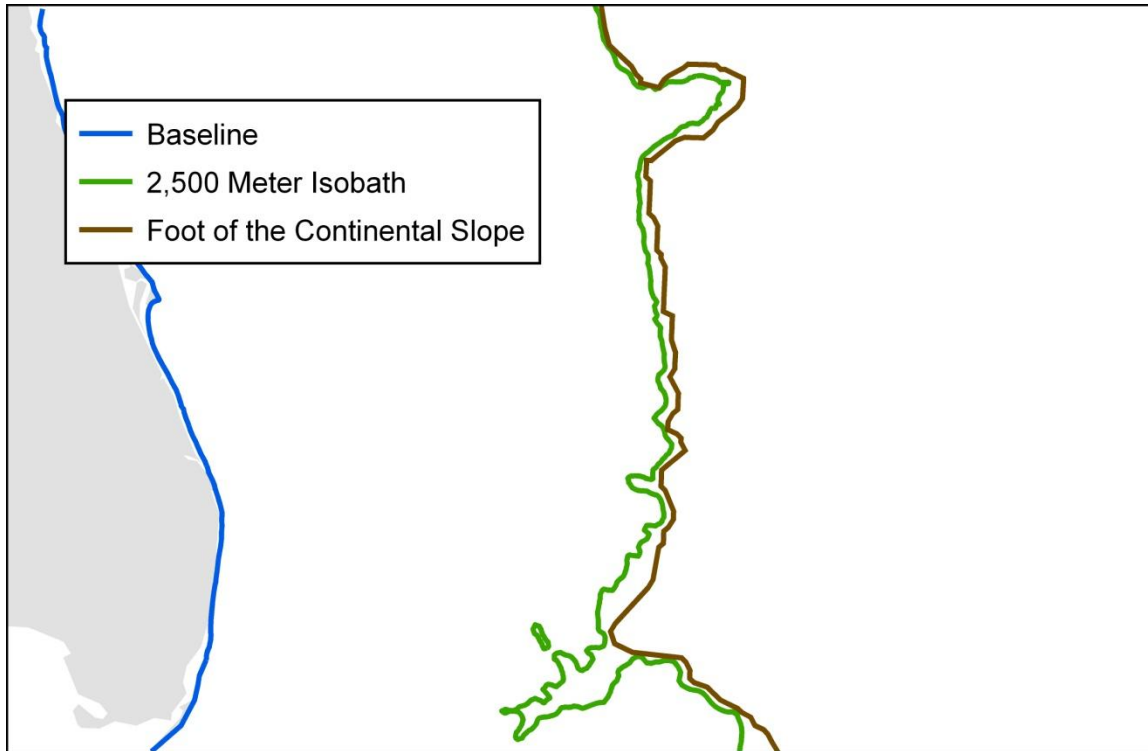 Baseline
2,500 Meter Isobath
Foot of the Continental Slope